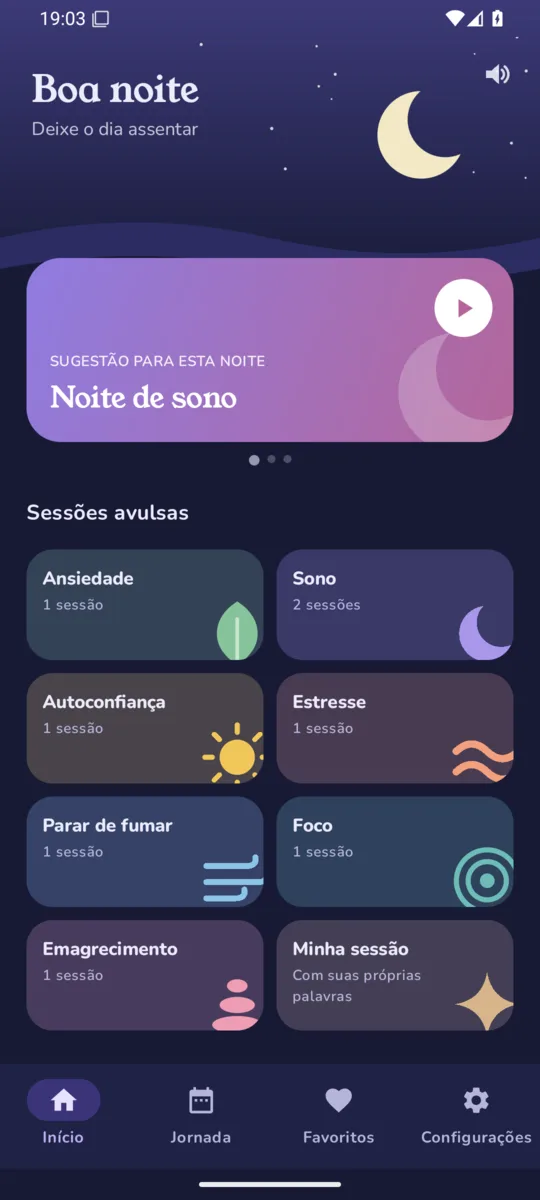 19:03
Boa noite
Deixe o dia assentar
SUGESTÃO PARA ESTA NOITE
Noite de sono
Sessões avulsas
Ansiedade
1 sessão
Sono
2 sessões
Autoconfiança
1 sessão
Estresse
1 sessão
Parar de fumar
1 sessão
Foco
1 sessão
Emagrecimento
1 sessão
Minha sessão
Com suas próprias
palavras
Início
Jornada
Favoritos
Configurações